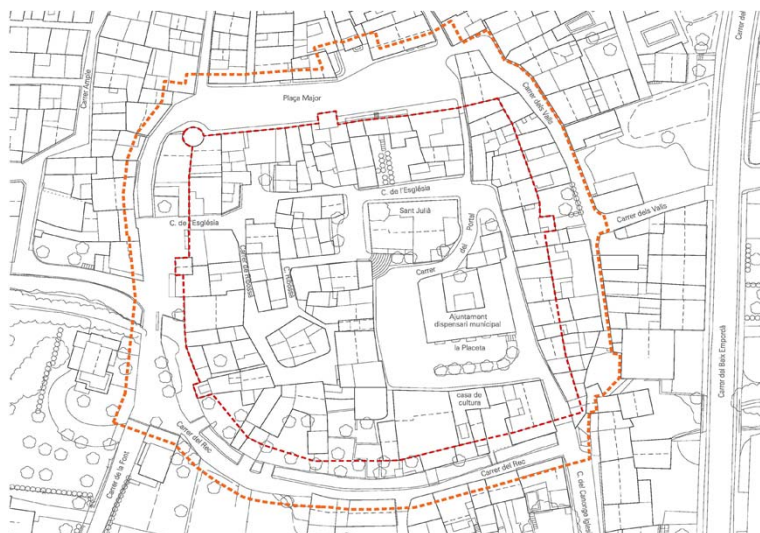 Carrer Ample
Plaça Major
Carrer dels Valls
Carrer del
C. de l'Església
Sant Julià
C. de l'Església
Portal
del
Carrer
Carrer dels Valls
Ajuntament
dispensari municipal
la Placeta
Carrer del Baix Empordà
casa de
cultura
Carrer del Rec
Carrer del Rec
Carrer de la Font